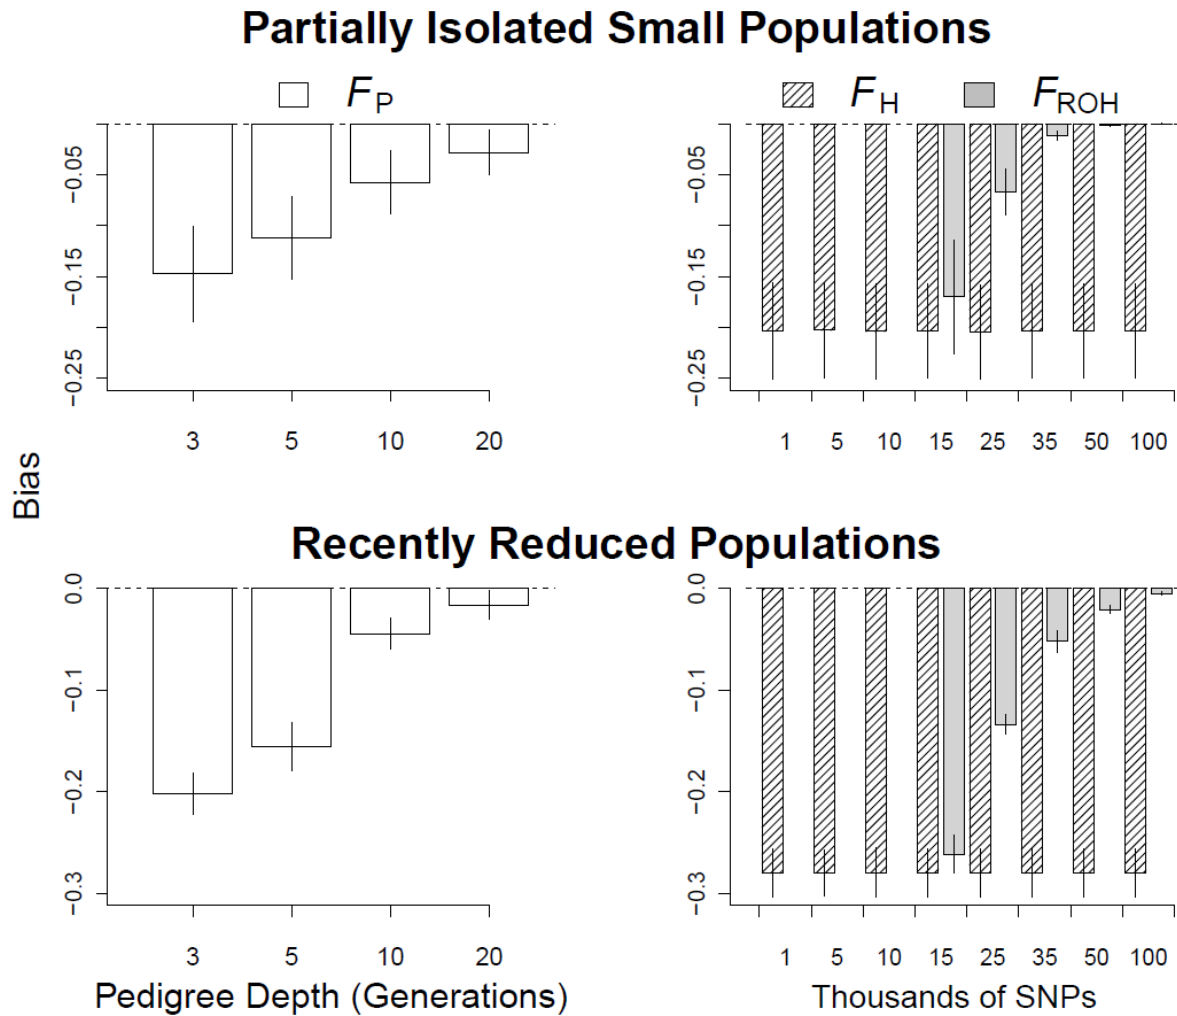 Partially Isolated Small Populations
F_P
F_H F_ROH
−0.05
−0.15
−0.25
3 5 10 20
−0.05
−0.15
−0.25
1 5 10 15 25 35 50 100
Bias
Recently Reduced Populations
0.0
−0.1
−0.2
−0.3
3 5 10 20
Pedigree Depth (Generations)
0.0
−0.1
−0.2
−0.3
1 5 10 15 25 35 50 100
Thousands of SNPs